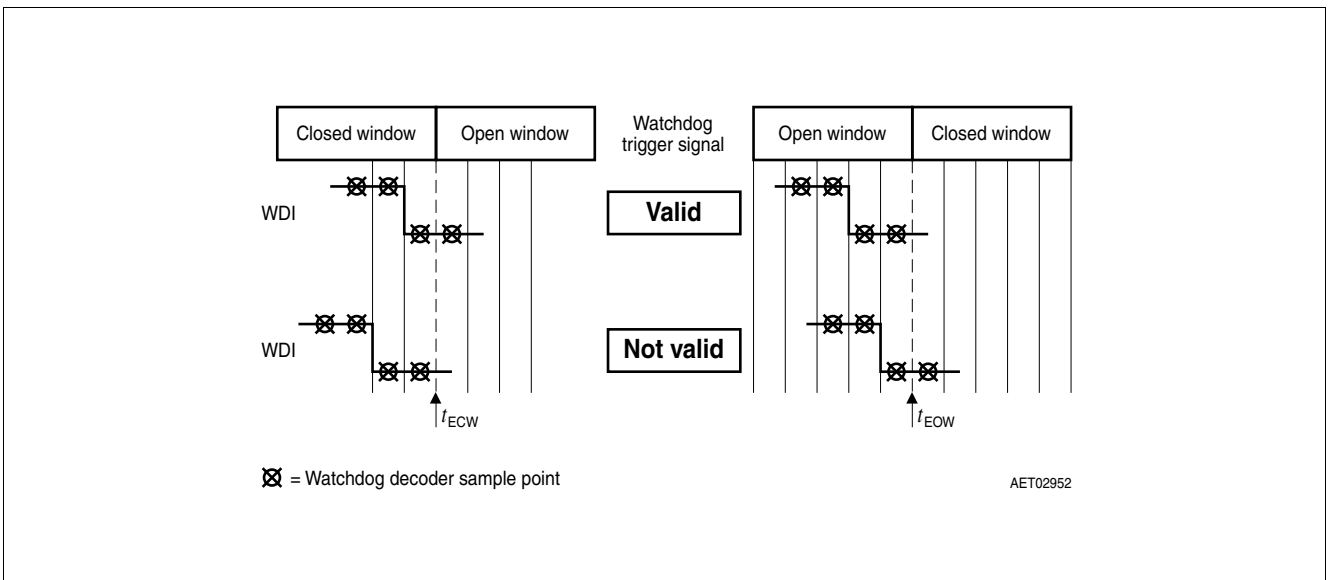 Closed window
Open window
Watchdog
trigger signal
Open window
Closed window
WDI
Valid
WDI
Not valid
tECW
tEOW
= Watchdog decoder sample point
AET02952